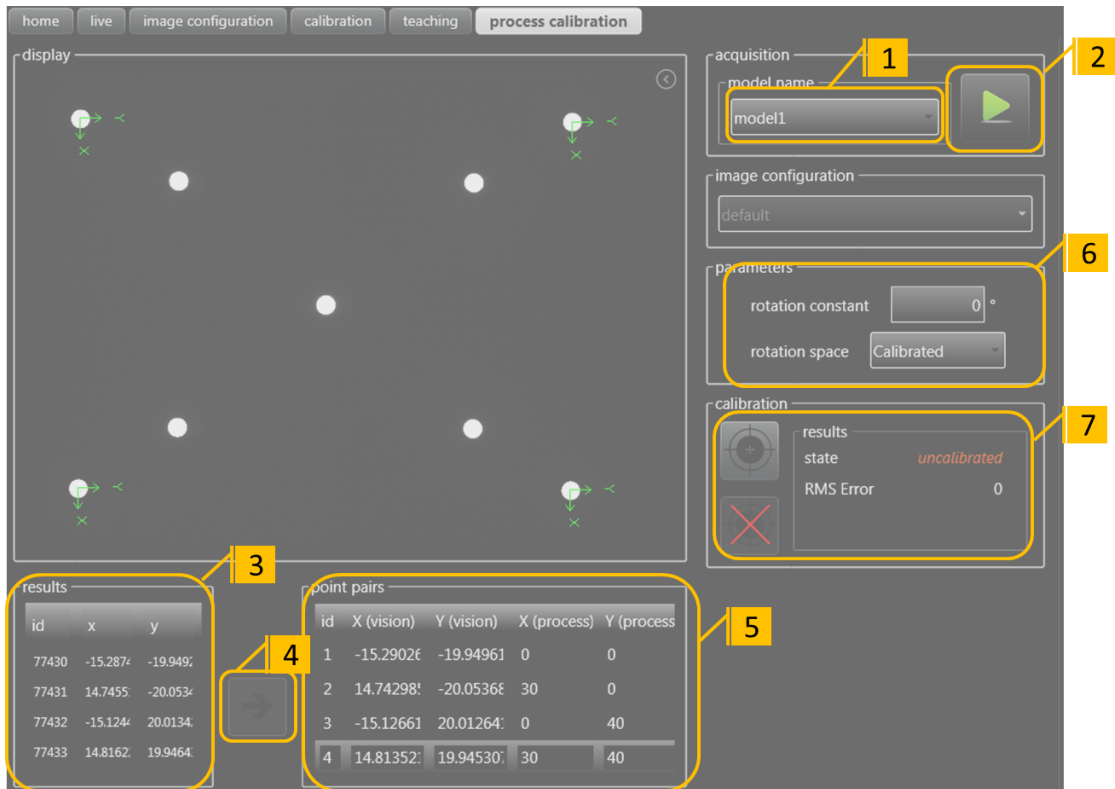 home live image configuration calibration teaching process calibration
display
acquisition
1
2
model name
model1
Y
X
Y
X
image configuration
default
6
parameters
rotation constant 0 °
rotation space Calibrated
calibration
7
results
state uncalibrated
RMS Error 0
Y
X
Y
X
3
results
id x y
77430 -15.2874 -19.9492
77431 14.7455: -20.0534
77432 -15.1244 20.0134:
77433 14.8162: 19.9464:
4
point pairs
5
id X (vision) Y (vision) X (process) Y (process
1 -15.29026 -19.94961 0 0
2 14.74298! -20.05368 30 0
3 -15.12661 20.01264: 0 40
4 14.81352: 19.94530: 30 40